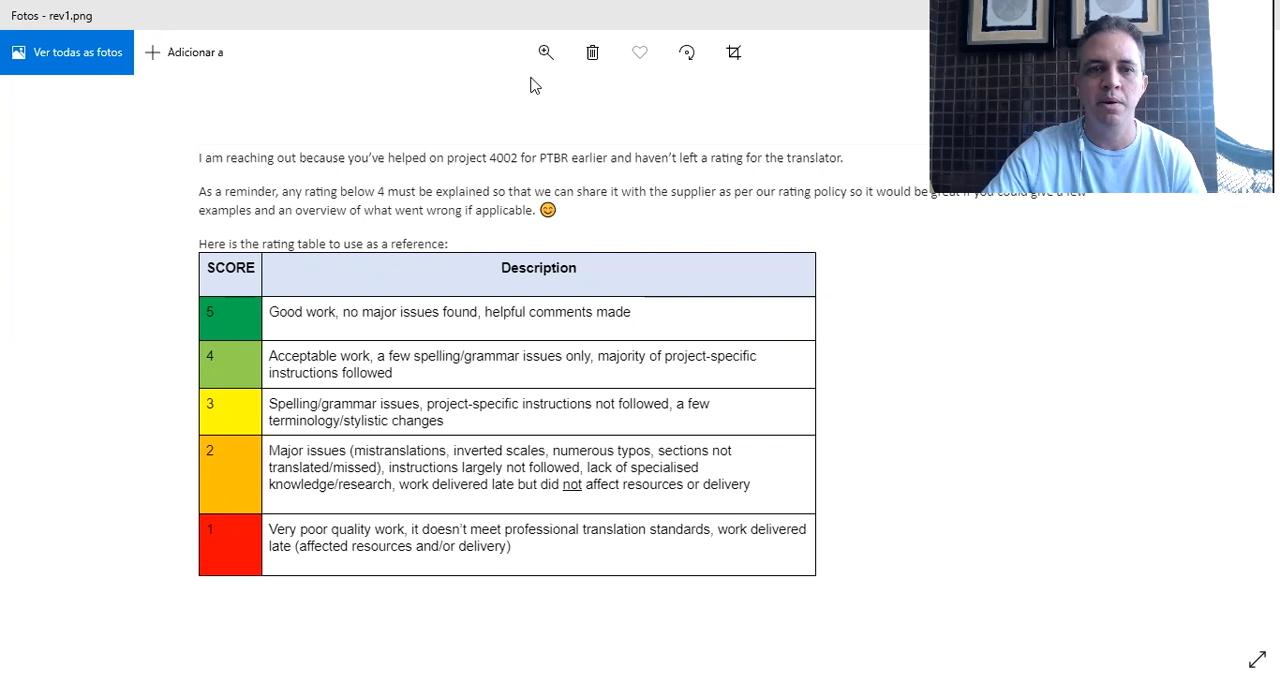 Fotos - rev1.png
Ver todas as fotos
Adicionar a
I am reaching out because you've helped on project 4002 for PTBR earlier and haven't left a rating for the translator.
As a reminder, any rating below 4 must be explained so that we can share it with the supplier as per our rating policy so it would be great if you could give a few
examples and an overview of what went wrong if applicable. 😊
Here is the rating table to use as a reference:
SCORE Description
5 Good work, no major issues found, helpful comments made
4 Acceptable work, a few spelling/grammar issues only, majority of project-specific
instructions followed
3 Spelling/grammar issues, project-specific instructions not followed, a few
terminology/stylistic changes
2 Major issues (mistranslations, inverted scales, numerous typos, sections not
translated/missed), instructions largely not followed, lack of specialised
knowledge/research, work delivered late but did not affect resources or delivery
1 Very poor quality work, it doesn't meet professional translation standards, work delivered
late (affected resources and/or delivery)